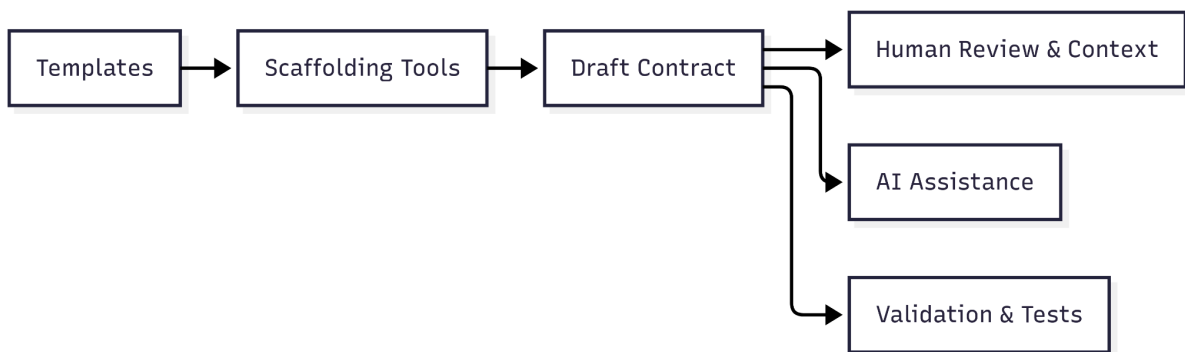 Templates
Scaffolding Tools
Draft Contract
Human Review & Context
AI Assistance
Validation & Tests